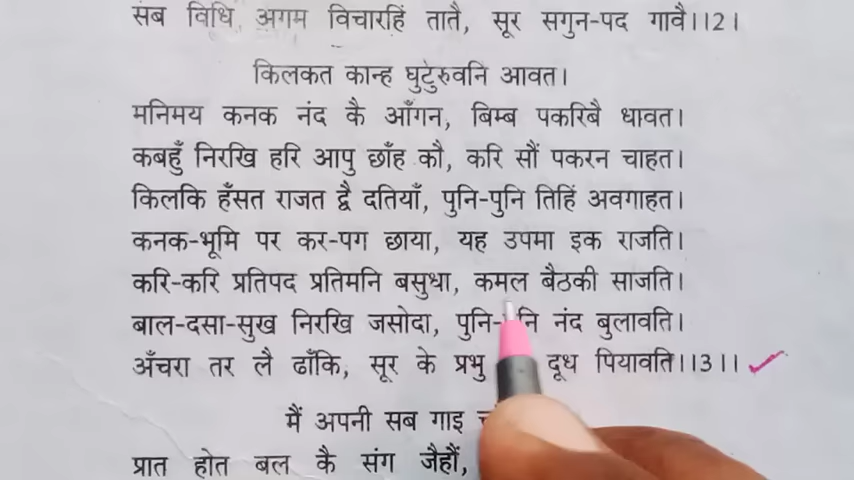 सब विधि अगम विचारहिं तातै, सूर सगुन-पद गावै।।2।
किलकत कान्ह घुटुरुवनि आवत।
मनिमय कनक नंद कै आँगन, बिम्ब पकरिबै धावत।
कबहुँ निरखि हरि आपु छाँह कौ, करि सौं पकरन चाहत।
किलकि हँसत राजत द्वै दतियाँ, पुनि-पुनि तिहिं अवगाहत।
कनक-भूमि पर कर-पग छाया, यह उपमा इक राजति।
करि-करि प्रतिपद प्रतिमनि बसुधा, कमल बैठकी साजति।
बाल-दसा-सुख निरखि जसोदा, नंद बुलावति।
अँचरा तर लै ढाँकि, सूर के प्रभु दूध पियावति।।3।।
मैं अपनी सब गाइ
प्रात होत बल कै संग जैहौं,